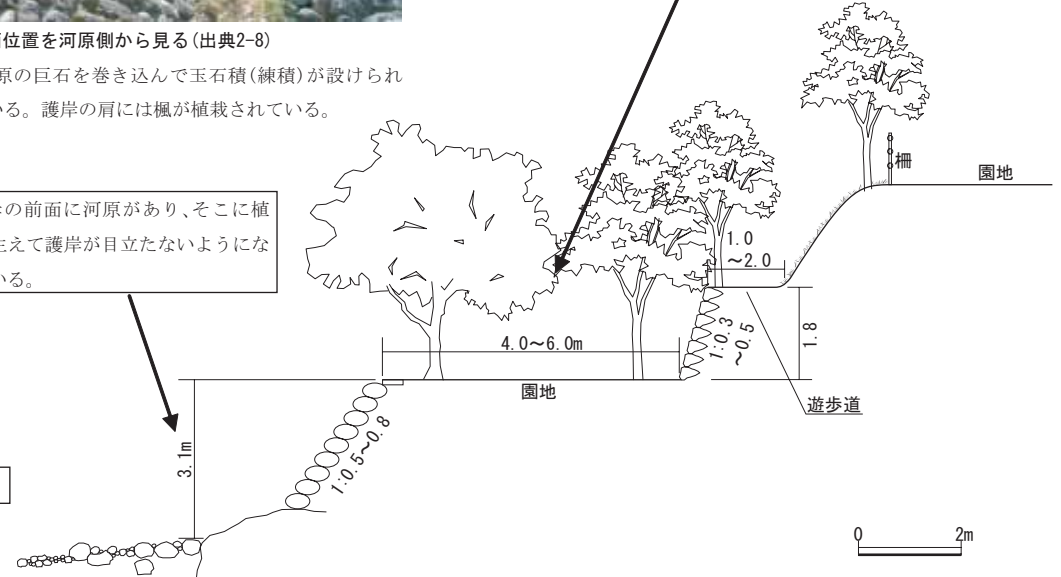 位置を河原側から見る(出典2-8)
原の巨石を巻き込んで玉石積(練積)が設けられ
いる。護岸の肩には楓が植栽されている。
の前面に河原があり、そこに植
生えて護岸が目立たないようにな
いる。
柵
園地
1.0
～2.0
1:0.3
～0.5
1.8
4.0～6.0m
園地
遊歩道
3.1m
1:0.5～0.8
0 2m